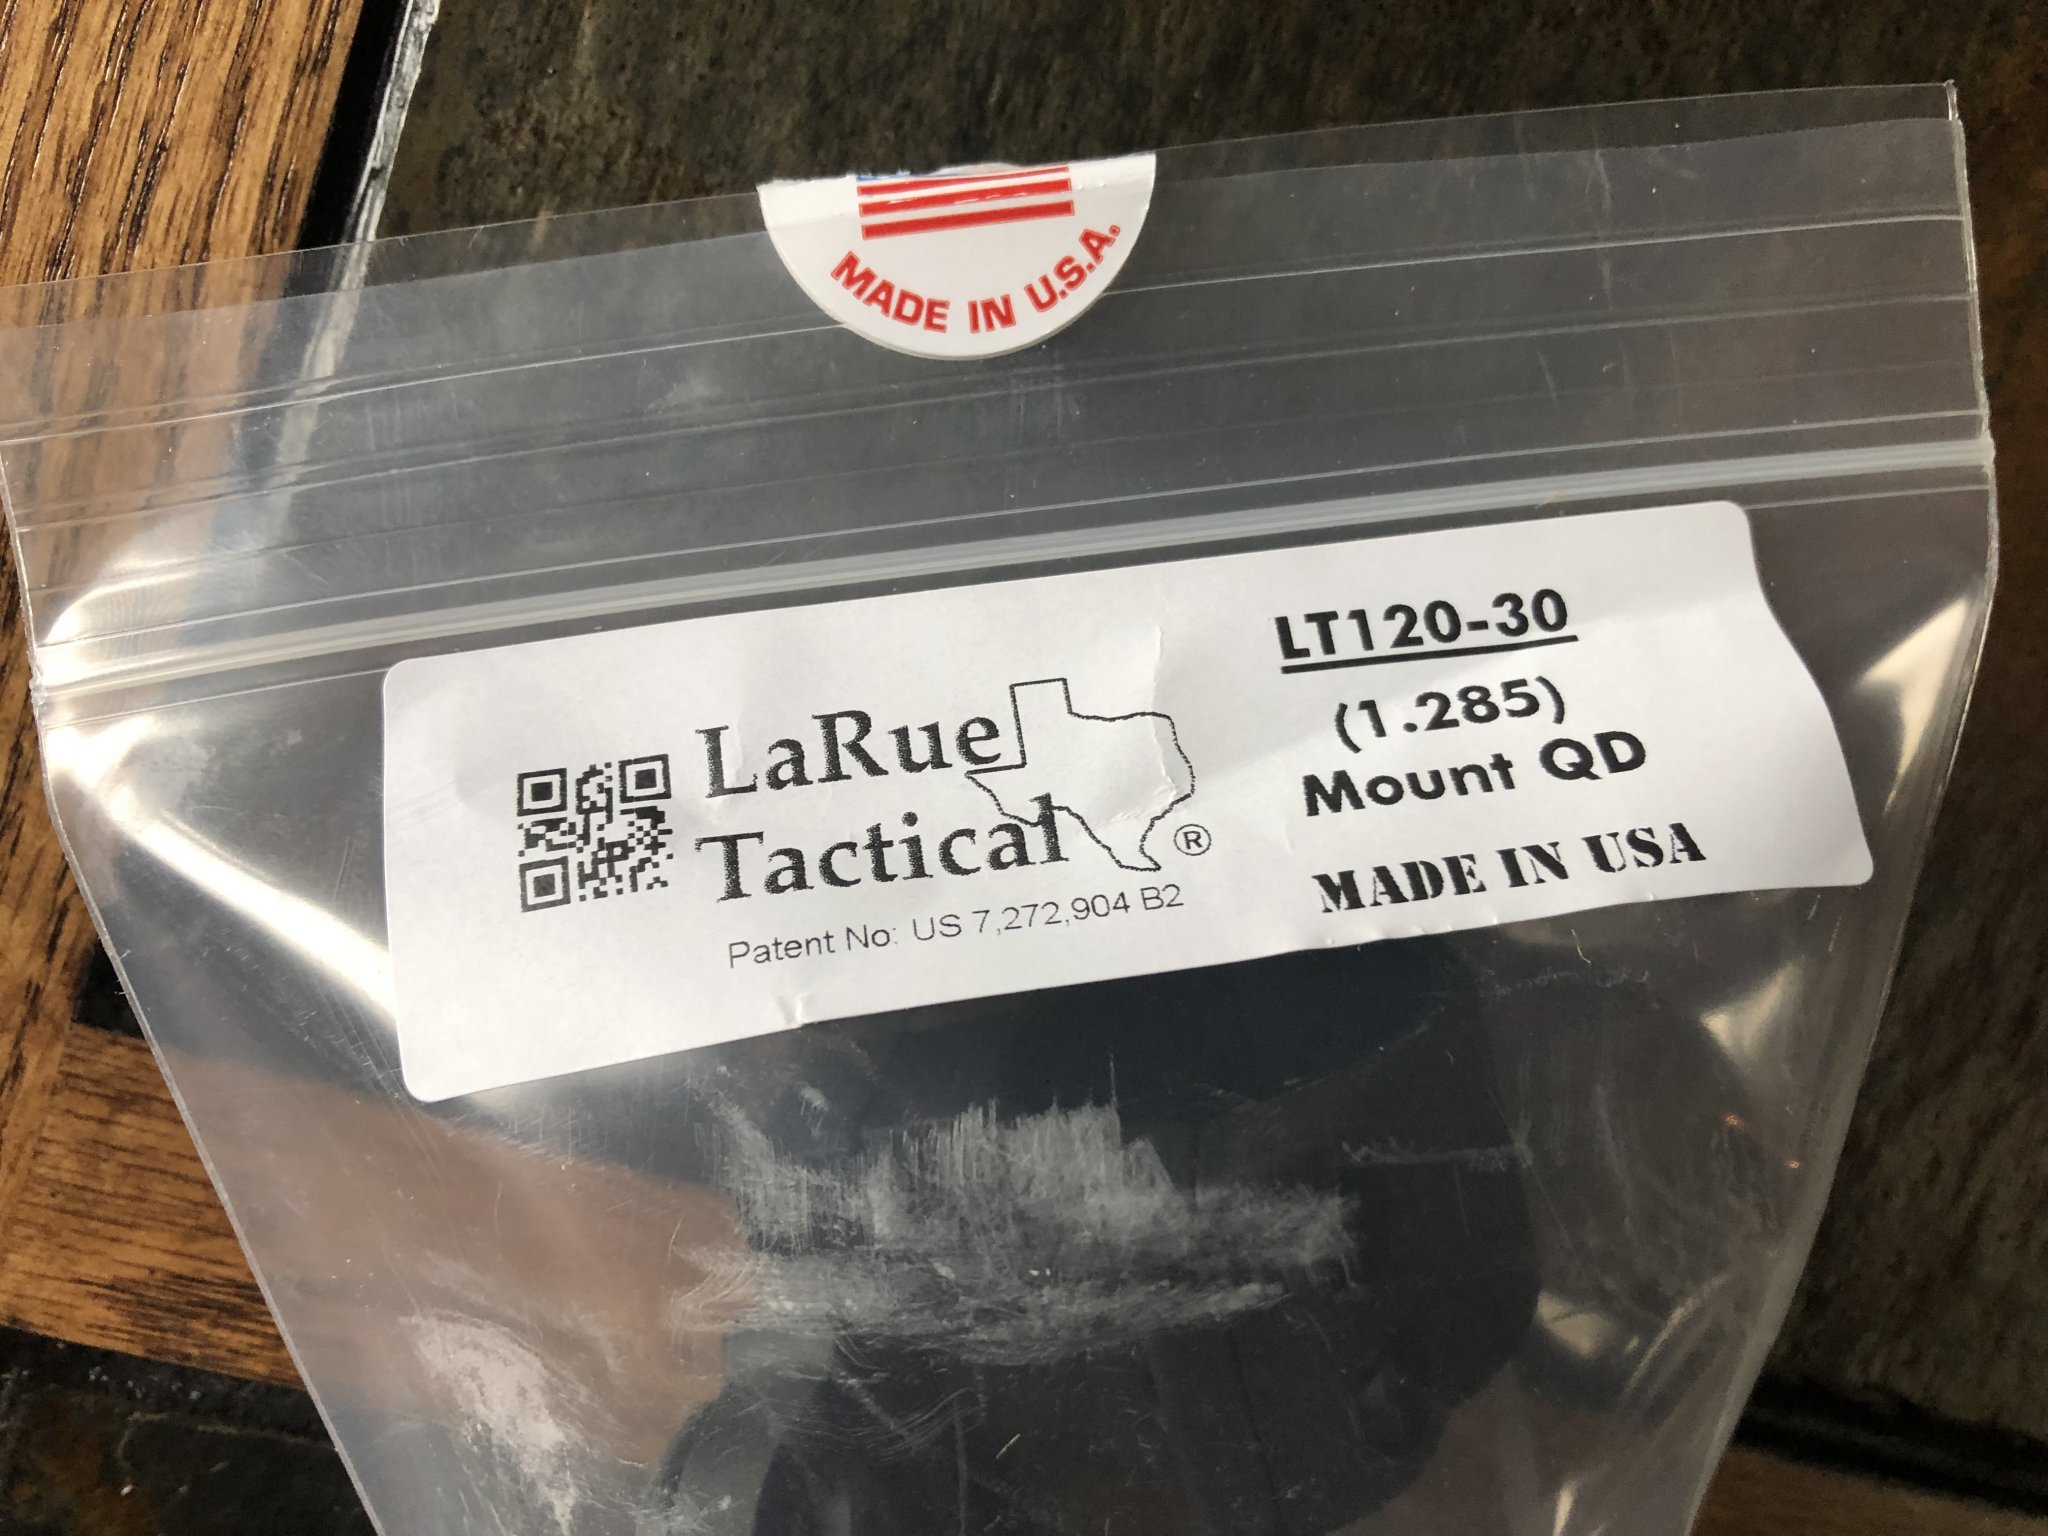 MADE IN U.S.A.
LaRue
Tactical ®
Patent No: US 7,272,904 B2
LT120-30
(1.285)
Mount QD
MADE IN USA